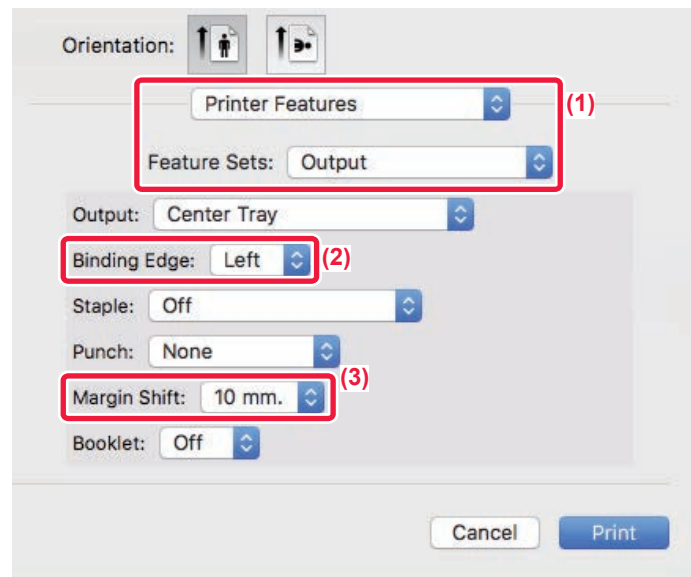 Orientation:
Printer Features
(1)
Feature Sets: Output
Output: Center Tray
Binding Edge: Left
(2)
Staple: Off
Punch: None
(3)
Margin Shift: 10 mm.
Booklet: Off
Cancel Print